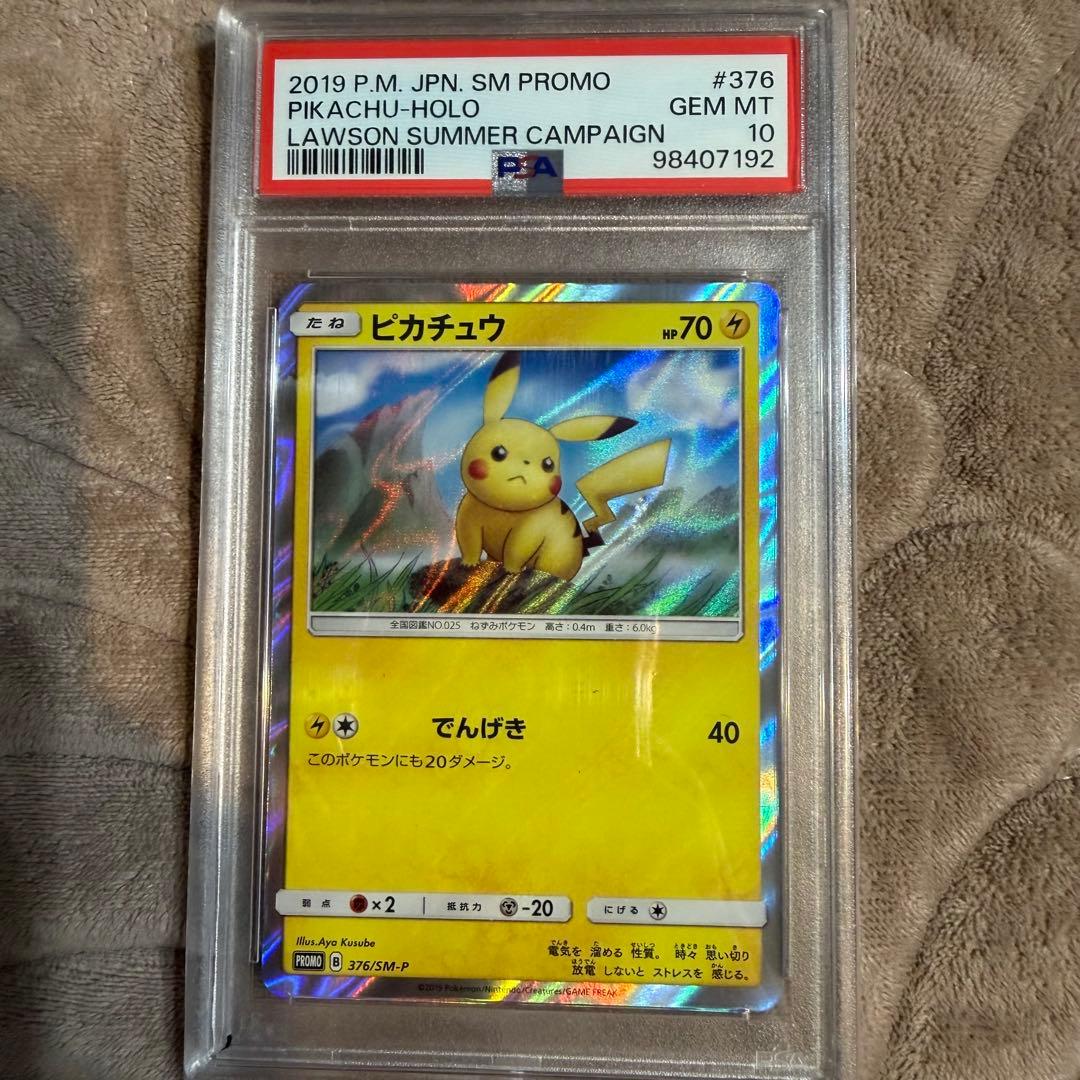 2019 P.M. JPN. SM PROMO #376
PIKACHU-HOLO GEM MT
LAWSON SUMMER CAMPAIGN 10
PSA 98407192
たね ピカチュウ HP70
全国図鑑NO.025 ねずみポケモン 高さ:0.4m 重さ:6.0kg
でんげき 40
このポケモンにも20ダメージ。
弱点 ×2 抵抗力 -20 にげる
Illus.Aya Kusube
電気を溜める性質。時々思い切り
放電しないとストレスを感じる。
PROMO B 376/SM-P
©2019 Pokémon/Nintendo/Creatures/GAME FREAK
PSA